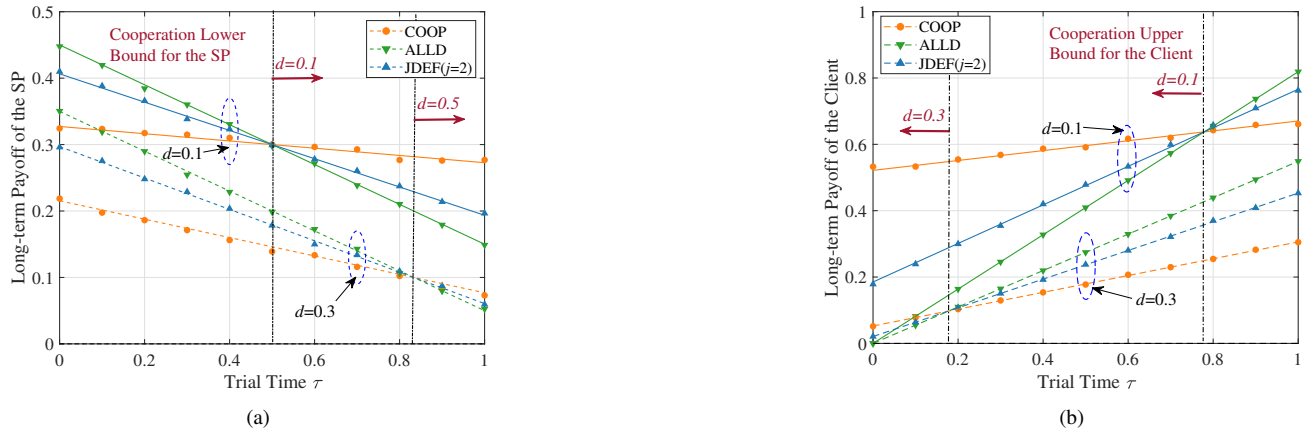 Cooperation Lower
Bound for the SP
d=0.1
d=0.5
COOP
ALLD
JDEF(j=2)
d=0.1
d=0.3
0.5
0.4
0.3
0.2
0.1
0
0 0.2 0.4 0.6 0.8 1
Long-term Payoff of the SP
Trial Time τ
(a)
COOP
ALLD
JDEF(j=2)
Cooperation Upper
Bound for the Client
d=0.1
d=0.3
d=0.1
d=0.3
1
0.8
0.6
0.4
0.2
0
0 0.2 0.4 0.6 0.8 1
Long-term Payoff of the Client
Trial Time τ
(b)